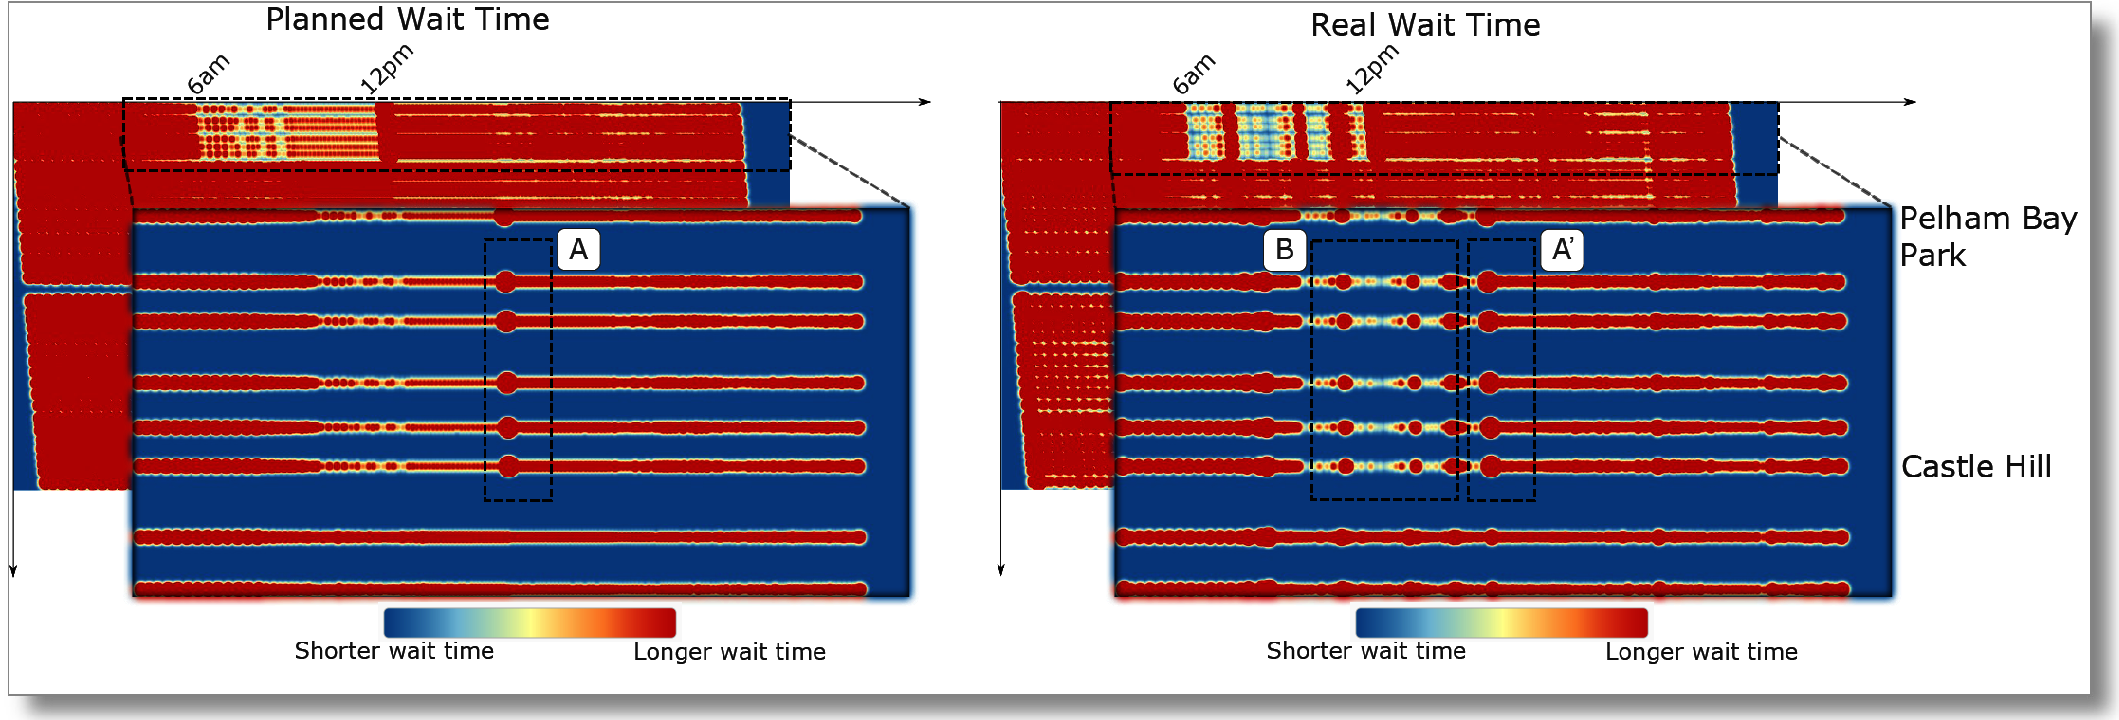 Planned Wait Time
Real Wait Time
6am
12pm
6am
12pm
A
B
A’
Pelham Bay
Park
Castle Hill
Shorter wait time
Longer wait time
Shorter wait time
Longer wait time